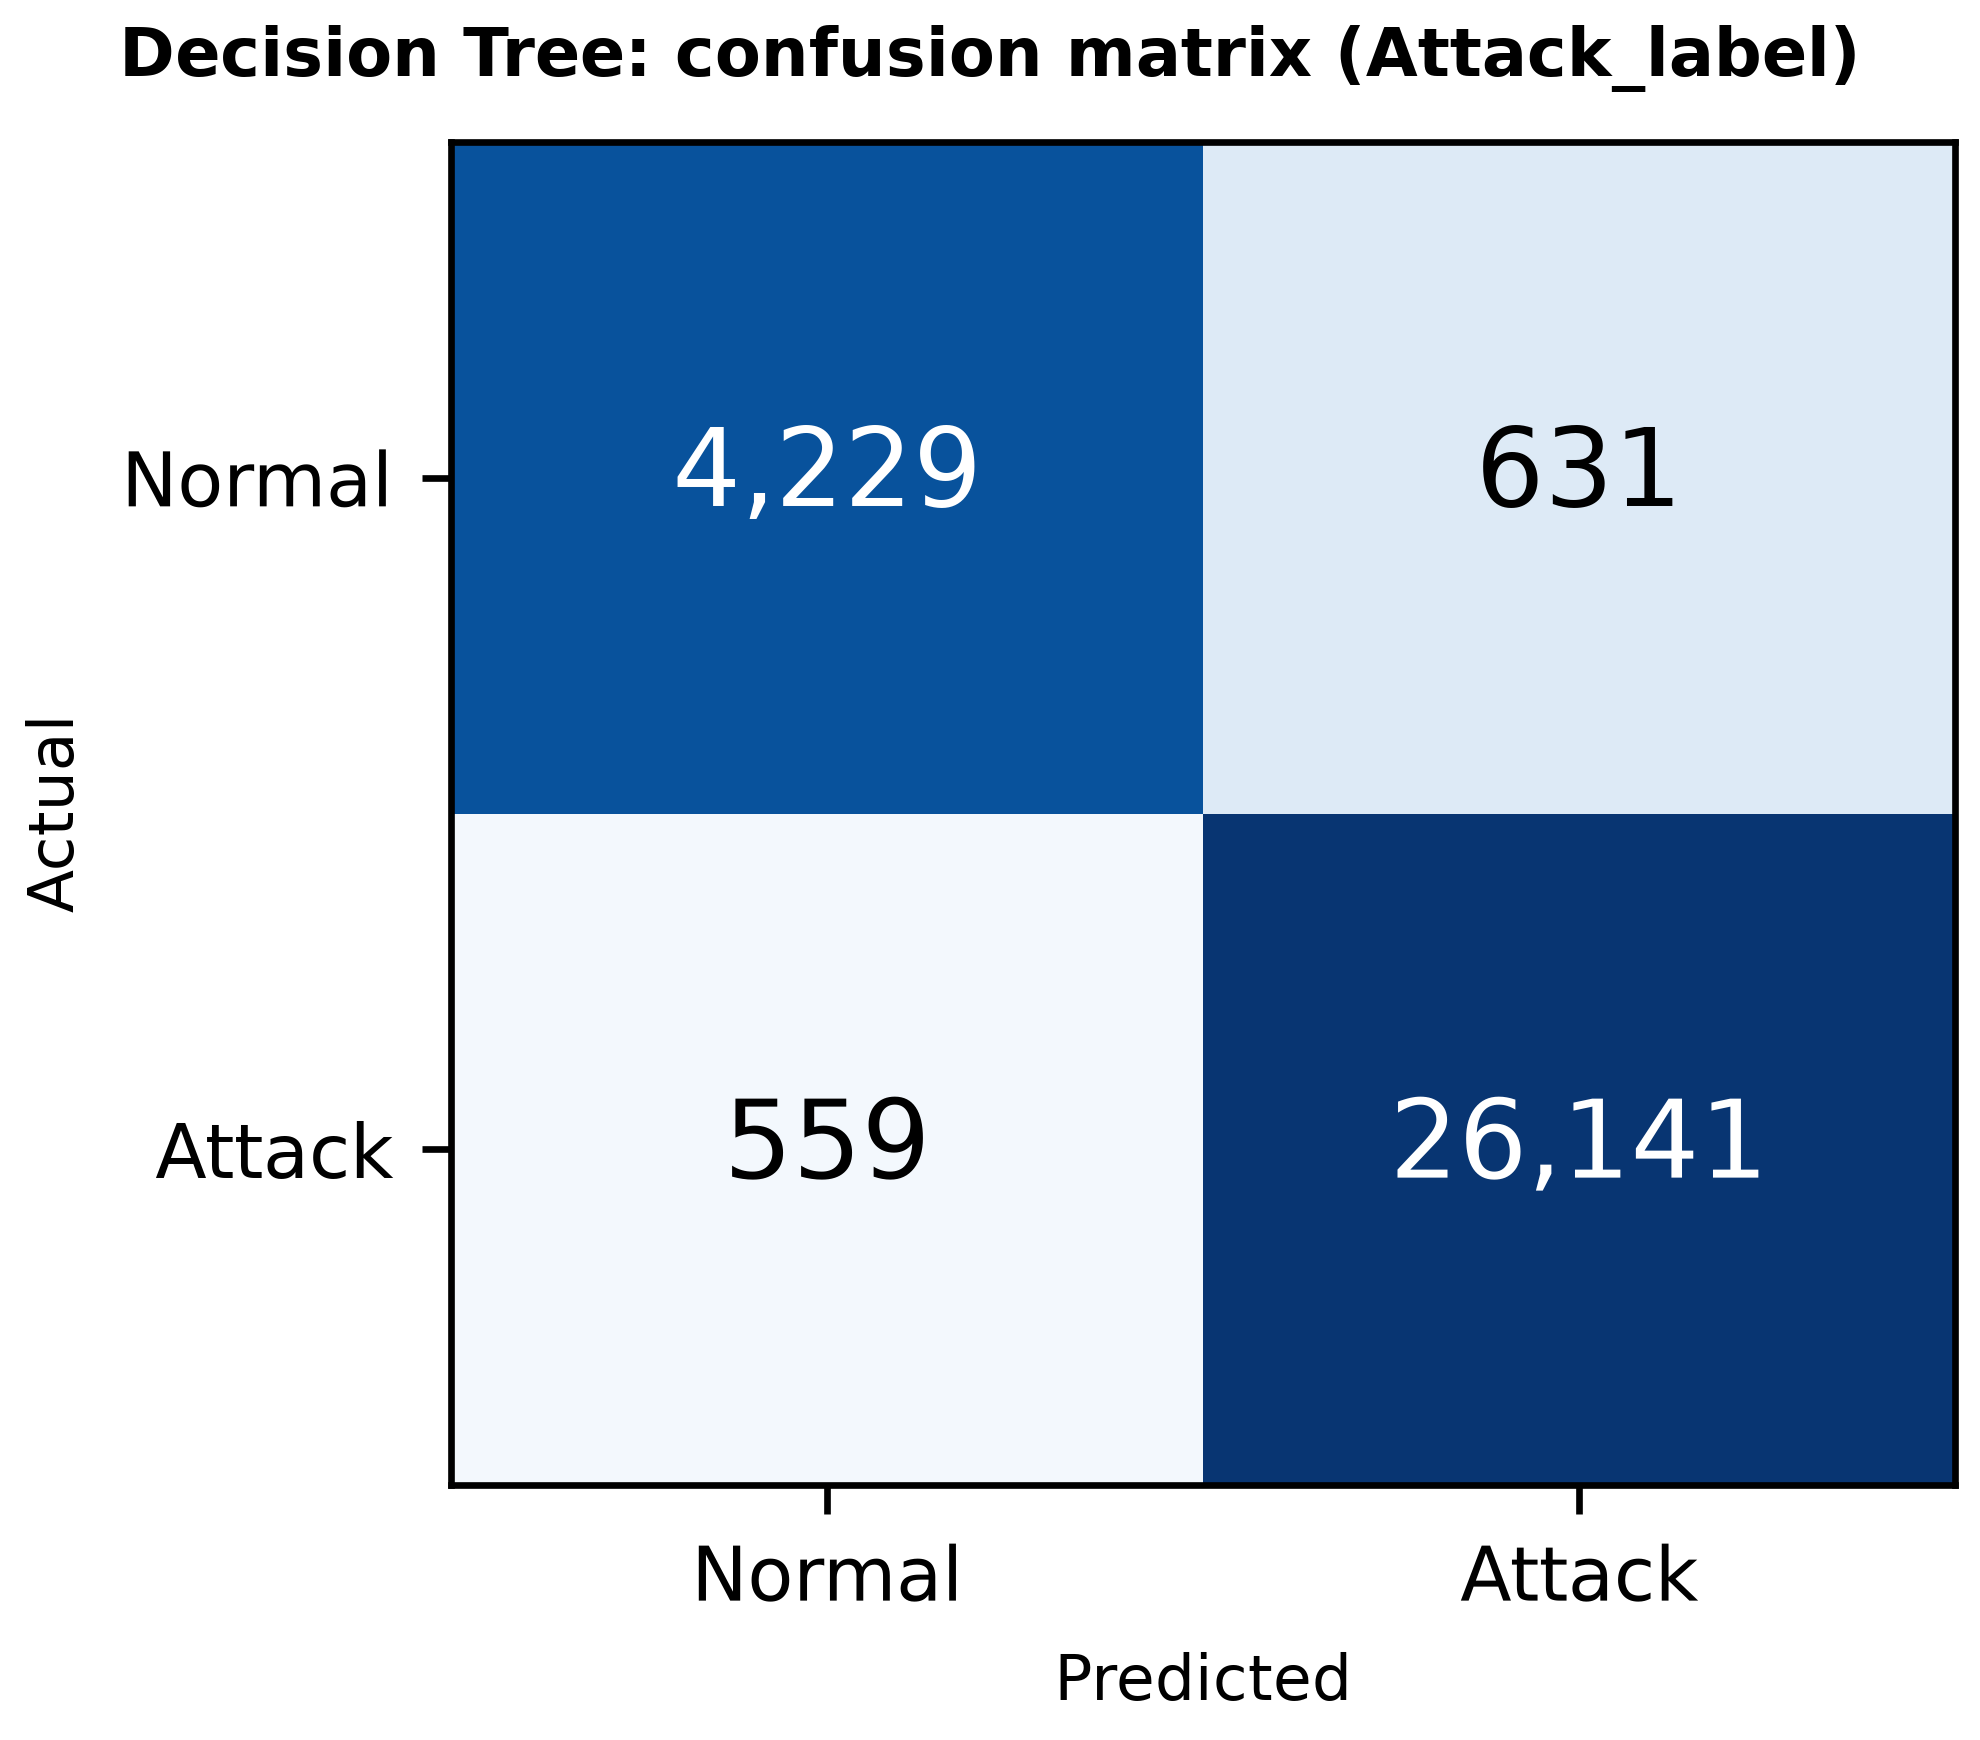 Decision Tree: confusion matrix (Attack_label)
Normal
4,229
631
Actual
Attack
559
26,141
Normal
Attack
Predicted